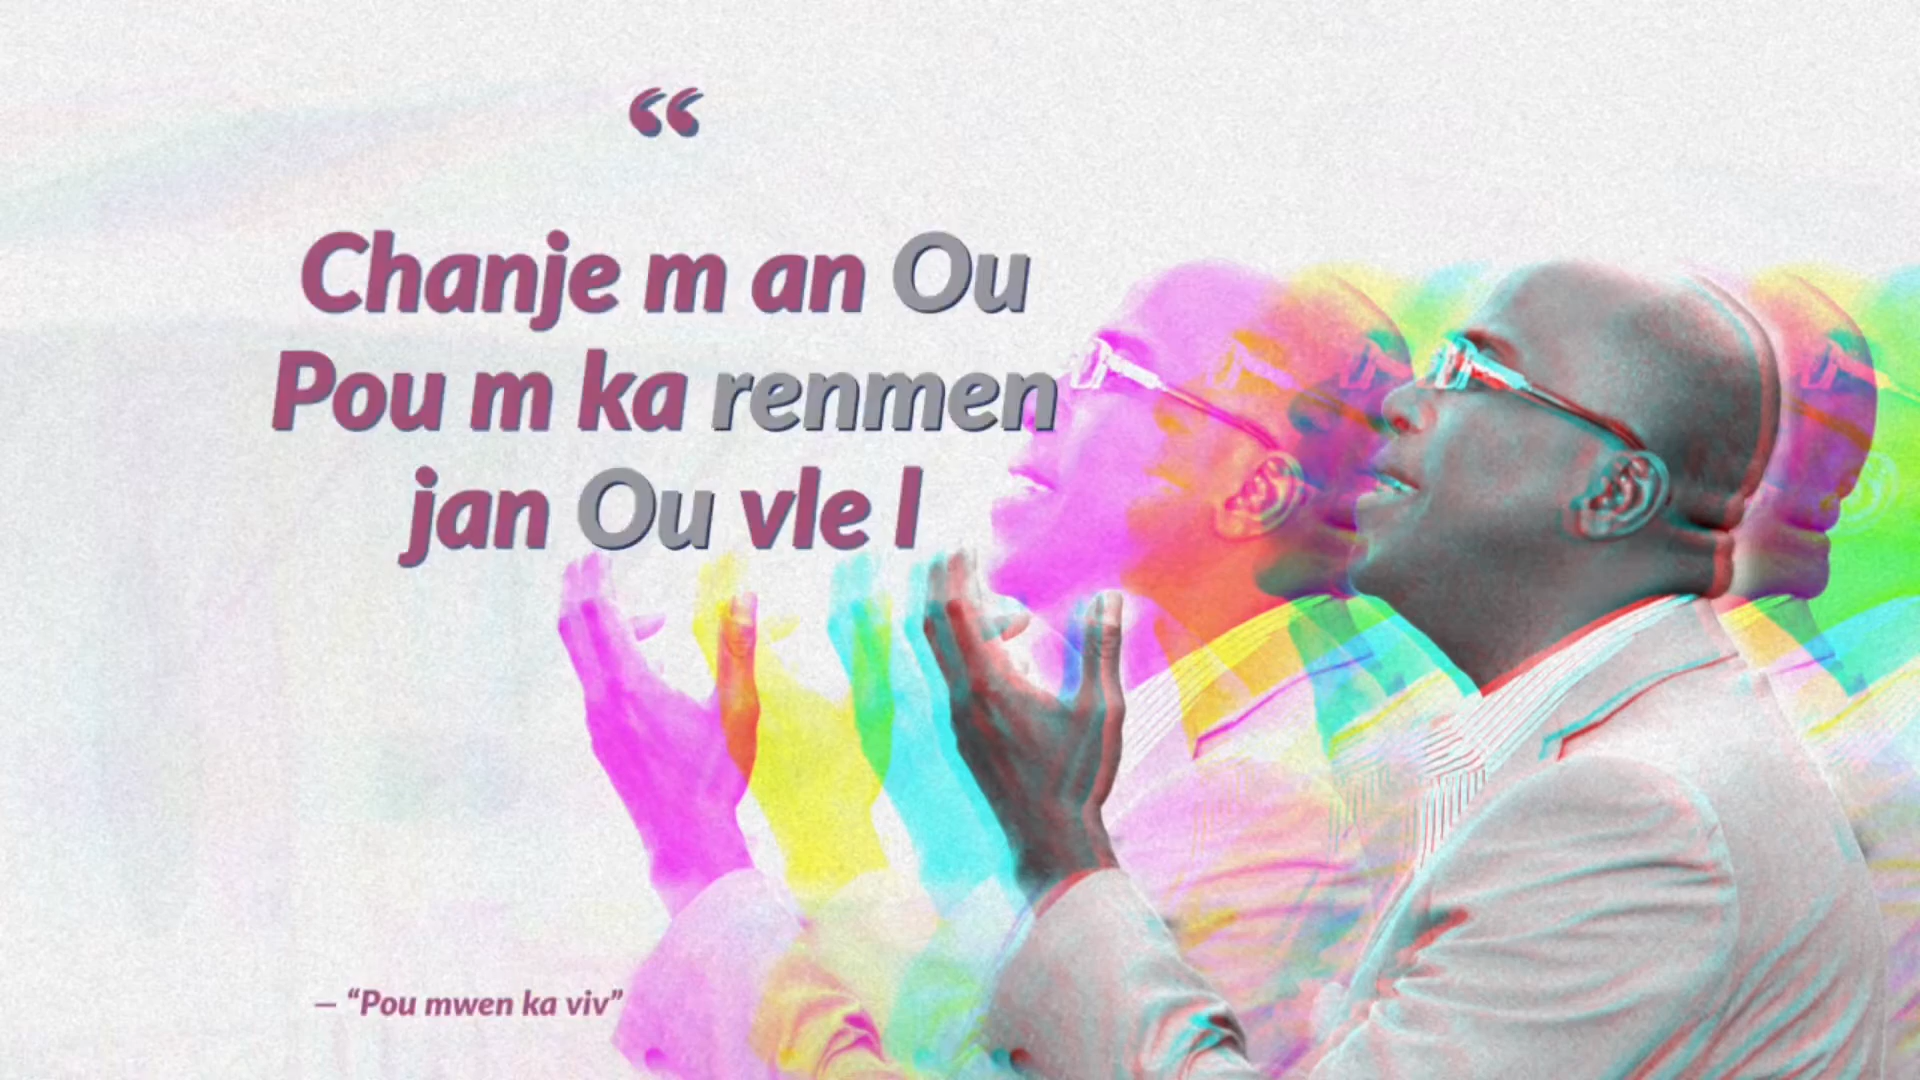 “
Chanje m an Ou
Pou m ka renmen
jan Ou vle l
— “Pou mwen ka viv”